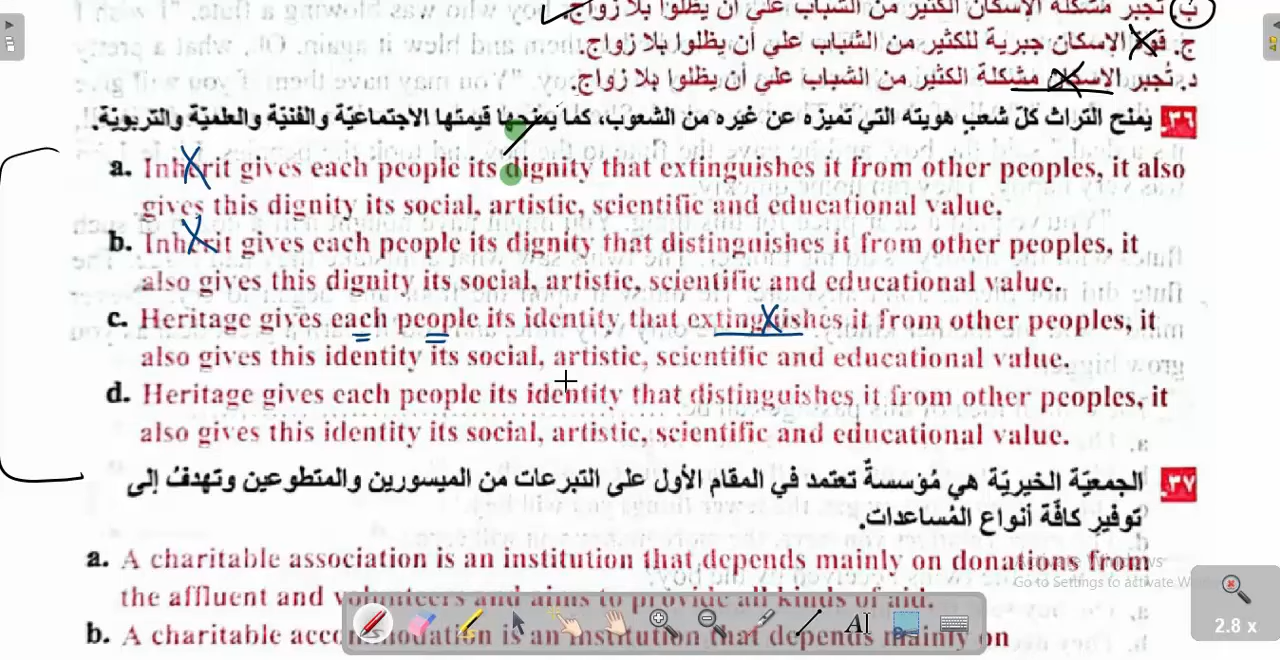 ب) تجبر مشكلة الإسكان الكثير من الشباب علي أن يظلوا بلا زواج.
ج. الاسكان جبرية للكثير من الشباب علي أن يظلوا بلا زواج.
د. تُجبر الاسكان مشكلة الكثير من الشباب علي أن يظلوا بلا زواج.
٣٦ يمنح التراث كلّ شعب هويته التي تميزه عن غيره من الشعوب، كما يمنحها قيمتها الاجتماعيّة والفنيّة والعلميّة والتربويّة.
a. Inherit gives each people its dignity that extinguishes it from other peoples, it also
gives this dignity its social, artistic, scientific and educational value.
b. Inherit gives each people its dignity that distinguishes it from other peoples, it
also gives this dignity its social, artistic, scientific and educational value.
c. Heritage gives each people its identity that extinguishes it from other peoples, it
also gives this identity its social, artistic, scientific and educational value.
d. Heritage gives each people its identity that distinguishes it from other peoples, it
also gives this identity its social, artistic, scientific and educational value.
٣٧ الجمعيّة الخيريّة هي مُؤسسةٌ تعتمد في المقام الأول على التبرعات من الميسورين والمتطوعين وتهدفُ إلى
توفير كافّة أنواع المُساعدات.
a. A charitable association is an institution that depends mainly on donations from
Activate Windows
Go to Settings to activate
the affluent and volunteers and aims to provide all kinds of aid.
b. A charitable accommodation is an institution that depends mainly on
2.8 x